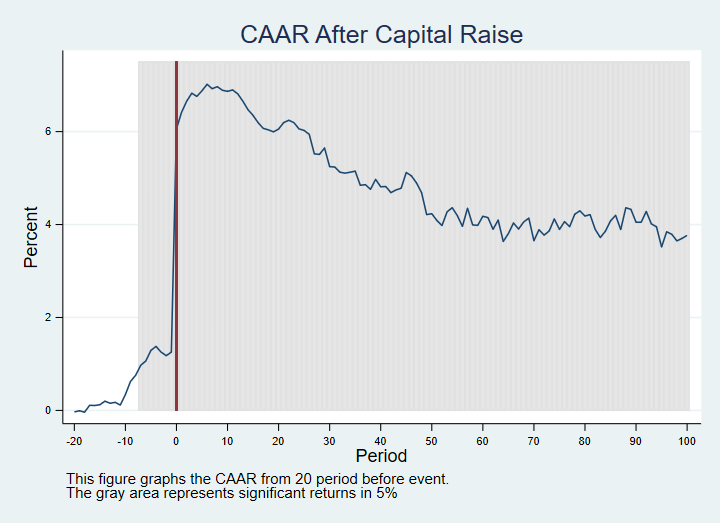 CAAR After Capital Raise
Percent
6
4
2
0
-20 -10 0 10 20 30 40 50 60 70 80 90 100
Period
This figure graphs the CAAR from 20 period before event.
The gray area represents significant returns in 5%